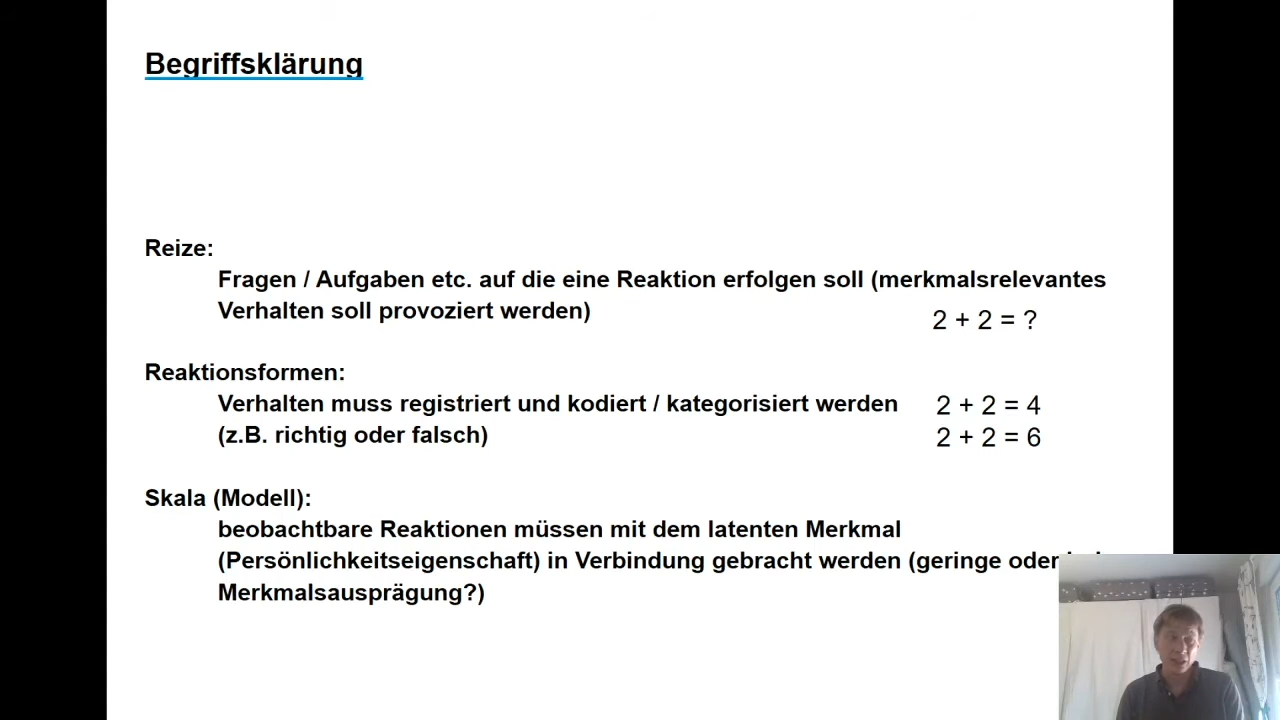 Begriffsklärung
Reize:
Fragen / Aufgaben etc. auf die eine Reaktion erfolgen soll (merkmalsrelevantes
Verhalten soll provoziert werden)
2 + 2 = ?
Reaktionsformen:
Verhalten muss registriert und kodiert / kategorisiert werden
2 + 2 = 4
(z.B. richtig oder falsch)
2 + 2 = 6
Skala (Modell):
beobachtbare Reaktionen müssen mit dem latenten Merkmal
(Persönlichkeitseigenschaft) in Verbindung gebracht werden (geringe oder
Merkmalsausprägung?)